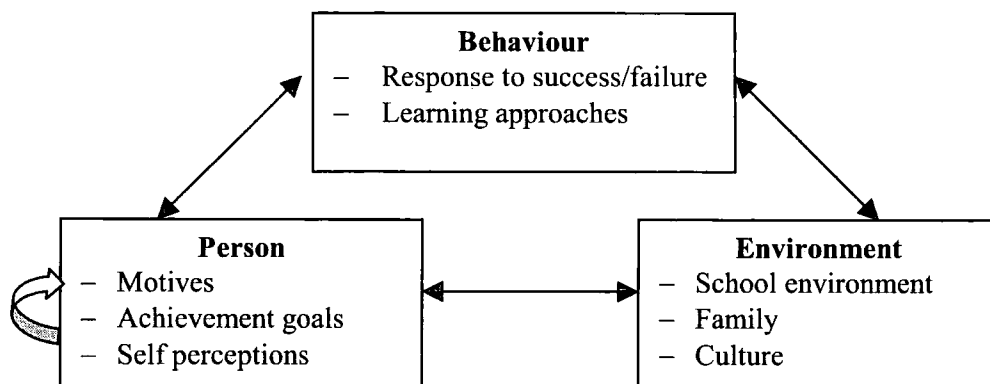 Behaviour
– Response to success/failure
– Learning approaches
Person
– Motives
– Achievement goals
– Self perceptions
Environment
– School environment
– Family
– Culture